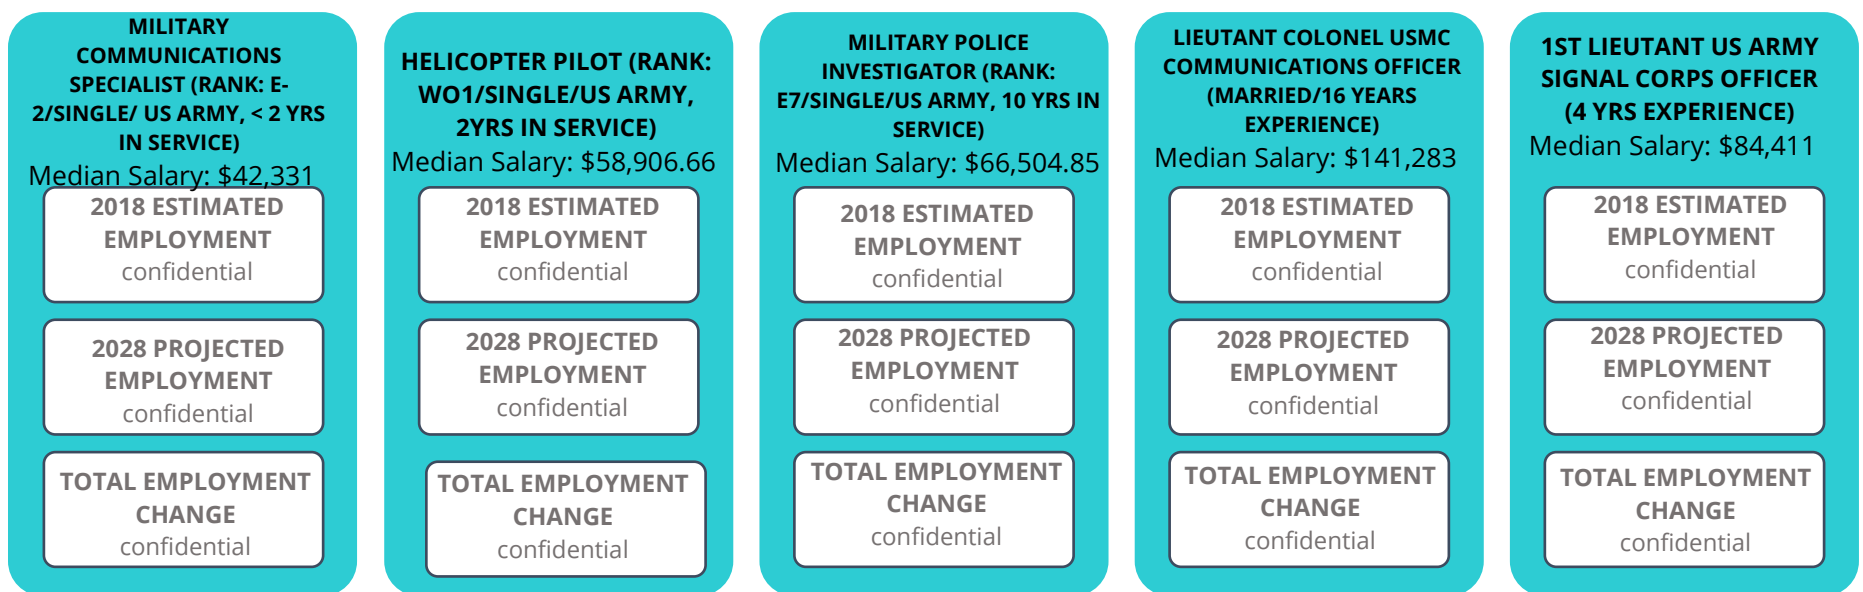 MILITARY
COMMUNICATIONS
SPECIALIST (RANK: E-
2/SINGLE/ US ARMY, < 2 YRS
IN SERVICE)
Median Salary: $42,331
2018 ESTIMATED
EMPLOYMENT
confidential
2028 PROJECTED
EMPLOYMENT
confidential
TOTAL EMPLOYMENT
CHANGE
confidential
HELICOPTER PILOT (RANK:
WO1/SINGLE/US ARMY,
2YRS IN SERVICE)
Median Salary: $58,906.66
2018 ESTIMATED
EMPLOYMENT
confidential
2028 PROJECTED
EMPLOYMENT
confidential
TOTAL EMPLOYMENT
CHANGE
confidential
MILITARY POLICE
INVESTIGATOR (RANK:
E7/SINGLE/US ARMY, 10 YRS IN
SERVICE)
Median Salary: $66,504.85
2018 ESTIMATED
EMPLOYMENT
confidential
2028 PROJECTED
EMPLOYMENT
confidential
TOTAL EMPLOYMENT
CHANGE
confidential
LIEUTANT COLONEL USMC
COMMUNICATIONS OFFICER
(MARRIED/16 YEARS
EXPERIENCE)
Median Salary: $141,283
2018 ESTIMATED
EMPLOYMENT
confidential
2028 PROJECTED
EMPLOYMENT
confidential
TOTAL EMPLOYMENT
CHANGE
confidential
1ST LIEUTANT US ARMY
SIGNAL CORPS OFFICER
(4 YRS EXPERIENCE)
Median Salary: $84,411
2018 ESTIMATED
EMPLOYMENT
confidential
2028 PROJECTED
EMPLOYMENT
confidential
TOTAL EMPLOYMENT
CHANGE
confidential